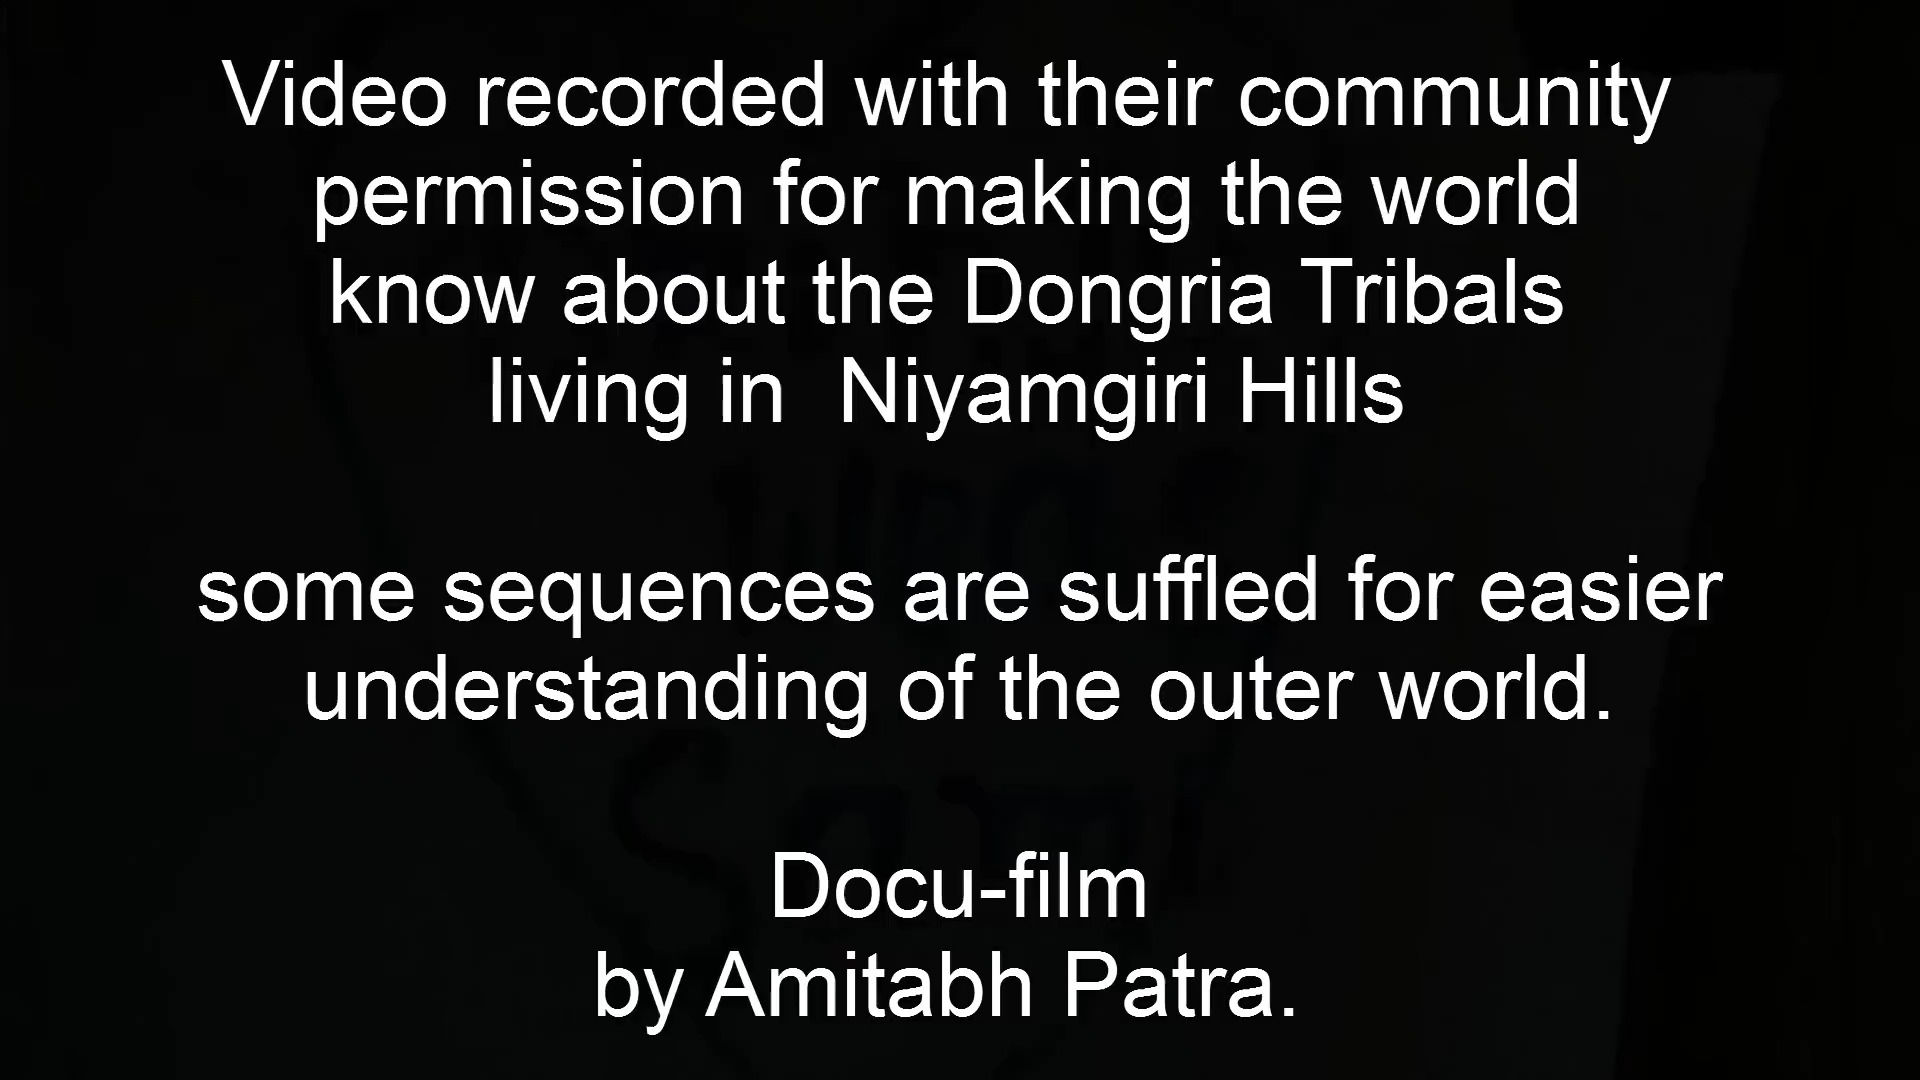 Video recorded with their community
permission for making the world
know about the Dongria Tribals
living in  Niyamgiri Hills
some sequences are suffled for easier
understanding of the outer world.
Docu-film
by Amitabh Patra.